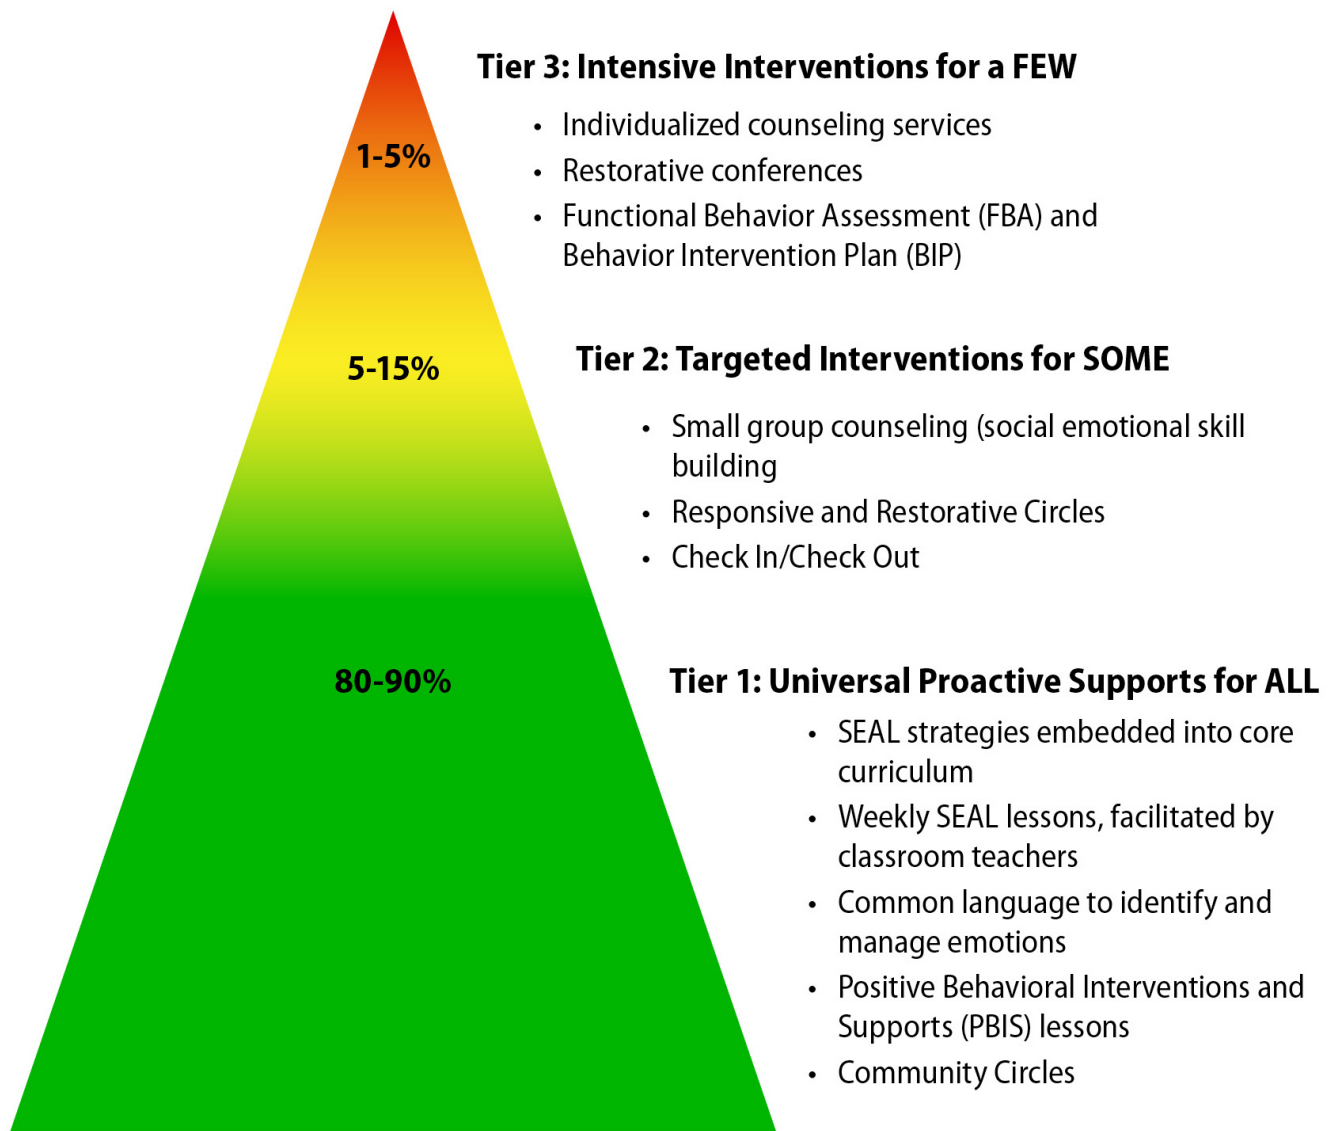 Tier 3: Intensive Interventions for a FEW
• Individualized counseling services
1-5%
• Restorative conferences
• Functional Behavior Assessment (FBA) and
Behavior Intervention Plan (BIP)
5-15%
Tier 2: Targeted Interventions for SOME
• Small group counseling (social emotional skill
building
• Responsive and Restorative Circles
• Check In/Check Out
80-90%
Tier 1: Universal Proactive Supports for ALL
• SEAL strategies embedded into core
curriculum
• Weekly SEAL lessons, facilitated by
classroom teachers
• Common language to identify and
manage emotions
• Positive Behavioral Interventions and
Supports (PBIS) lessons
• Community Circles